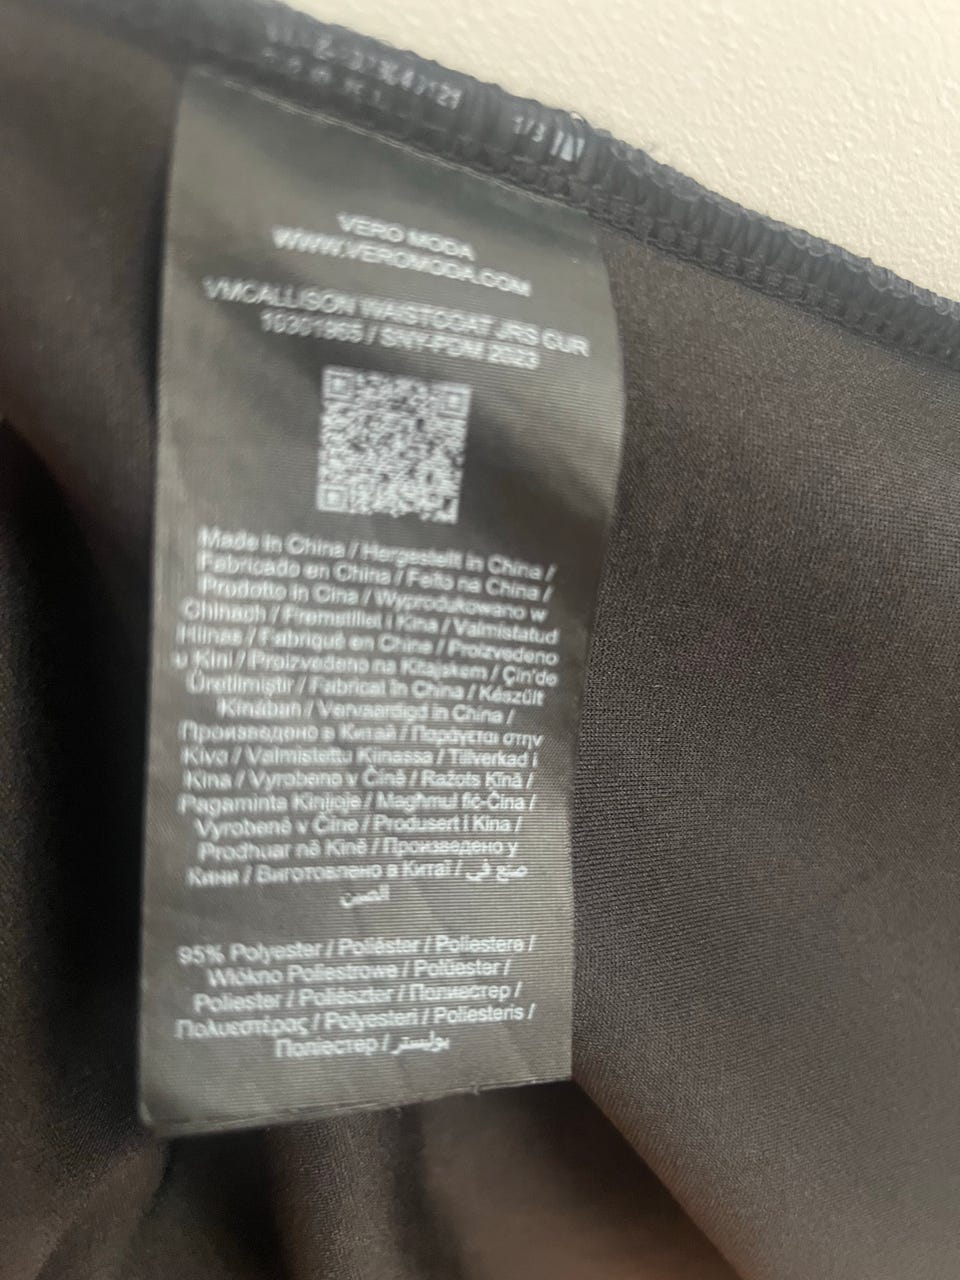 1/3
VERO MODA
WWW.VEROMODA.COM
VMCALLISON WAISTCOAT JRS CUR
10301965 / SNY-PDM 2023
Made in China / Hergestellt in China /
Fabricado en China / Feito na China /
Prodotto in Cina / Wyprodukowano w
Chinach / Fremstillet i Kina / Valmistatud
Hiinas / Fabriqué en Chine / Proizvedeno
u Kini / Proizvedeno na Kitajskem / Çin'de
Üretilmiştir / Fabricat în China / Készült
Kínában / Vervaardigd in China /
Произведено в Китай / Παράγεται στην
Κίνα / Valmistettu Kiinassa / Tillverkad i
Kina / Vyrobeno v Číně / Ražots Ķīnā /
Pagaminta Kinijoje / Magħmul fiċ-Ċina /
Vyrobené v Číne / Produsert i Kina /
Prodhuar në Kinë / Произведено у
Кини / Виготовлено в Китаї / صنع في
الصين
95% Polyester / Poliéster / Poliestere /
Włókno Poliestrowe / Polüester /
Poliester / Poliészter / Полиестер /
Πολυεστέρας / Polyesteri / Poliesteris /
Поліестер / بوليستر